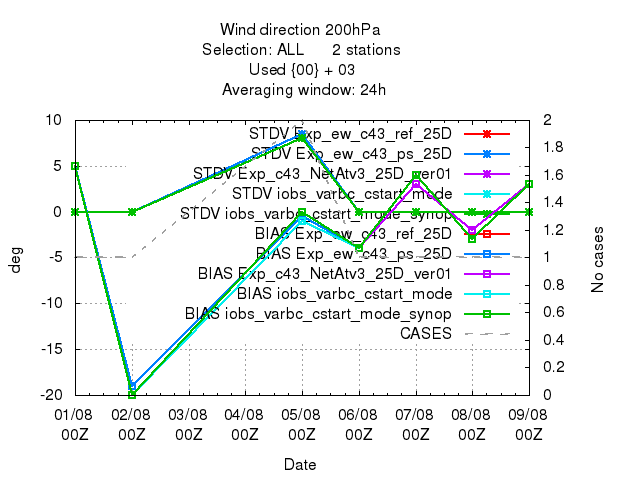 Wind direction 200hPa
Selection: ALL 2 stations
Used {00} + 03
Averaging window: 24h
10
5
0
-5
-10
-15
-20
deg
2
1.8
1.6
1.4
1.2
1
0.8
0.6
0.4
0.2
0
No cases
STDV Exp_ew_c43_ref_25D
STDV Exp_ew_c43_ps_25D
STDV Exp_c43_NetAtv3_25D_ver01
STDV iobs_varbc_cstart_mode
STDV iobs_varbc_cstart_mode_synop
BIAS Exp_ew_c43_ref_25D
BIAS Exp_ew_c43_ps_25D
BIAS Exp_c43_NetAtv3_25D_ver01
BIAS iobs_varbc_cstart_mode
BIAS iobs_varbc_cstart_mode_synop
CASES
01/08 02/08 03/08 04/08 05/08 06/08 07/08 08/08 09/08
00Z 00Z 00Z 00Z 00Z 00Z 00Z 00Z 00Z
Date